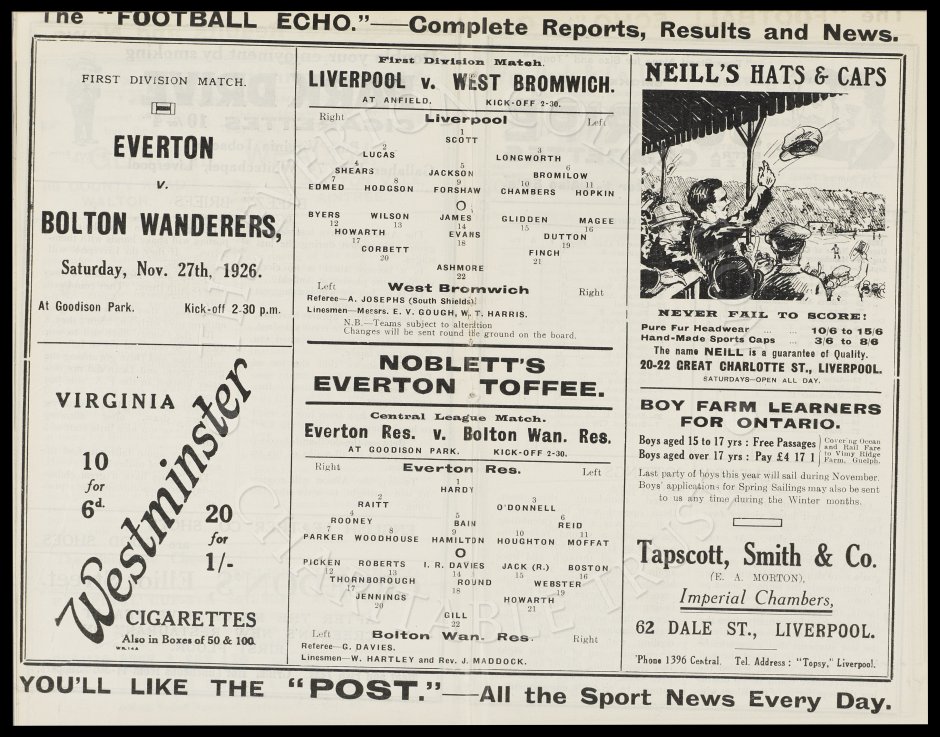 The "FOOTBALL ECHO."—Complete Reports, Results and News.
FIRST DIVISION MATCH.
EVERTON
v.
BOLTON WANDERERS,
Saturday, Nov. 27th, 1926.
At Goodison Park. Kick-off 2-30 p.m.
VIRGINIA
10
for
6d.
Westminster
20
for
1/-
CIGARETTES
Also in Boxes of 50 & 100.
First Division Match.
LIVERPOOL v. WEST BROMWICH.
AT ANFIELD. KICK-OFF 2-30.
Right Liverpool Left
1
SCOTT
2 3
LUCAS LONGWORTH
4 5 6
SHEARS JACKSON BROMILOW
7 8 9 10 11
EDMED HODGSON FORSHAW CHAMBERS HOPKIN
O
BYERS WILSON JAMES GLIDDEN MAGEE
12 13 14 15 16
HOWARTH EVANS DUTTON
17 18 19
CORBETT FINCH
20 21
ASHMORE
22
Left West Bromwich Right
Referee—A. JOSEPHS (South Shields).
Linesmen—Mersrs. E. V. GOUGH, W. T. HARRIS.
N.B.—Teams subject to alteration
Changes will be sent round the ground on the board.
NOBLETT'S
EVERTON TOFFEE.
Central League Match.
Everton Res. v. Bolton Wan. Res.
AT GOODISON PARK. KICK-OFF 2-30.
Right Everton Res. Left
1
HARDY
2 3
RAITT O'DONNELL
4 5 6
ROONEY BAIN REID
7 8 9 10 11
PARKER WOODHOUSE HAMILTON HOUGHTON MOFFAT
O
PICKEN ROBERTS I. R. DAVIES JACK (R.) BOSTON
12 13 14 15 16
THORNBOROUGH ROUND WEBSTER
17 18 19
JENNINGS HOWARTH
20 21
GILL
22
Left Bolton Wan. Res. Right
Referee—G. DAVIES.
Linesmen—W. HARTLEY and Rev. J. MADDOCK.
NEILL'S HATS & CAPS
NEVER FAIL TO SCORE!
Pure Fur Headwear ... ... 10/6 to 15/6
Hand-Made Sports Caps ... 3/6 to 8/6
The name NEILL is a guarantee of Quality.
20-22 GREAT CHARLOTTE ST., LIVERPOOL.
SATURDAYS—OPEN ALL DAY.
BOY FARM LEARNERS
FOR ONTARIO.
Boys aged 15 to 17 yrs : Free Passages
Boys aged over 17 yrs : Pay £4 17 1
Covering Ocean
and Rail Fare
to Vimy Ridge
Farm, Guelph.
Last party of boys this year will sail during November.
Boys' applications for Spring Sailings may also be sent
to us any time during the Winter months.
Tapscott, Smith & Co.
(E. A. MORTON),
Imperial Chambers,
62 DALE ST., LIVERPOOL.
'Phone 1396 Central. Tel. Address : "Topsy," Liverpool.
YOU'LL LIKE THE "POST."—All the Sport News Every Day.